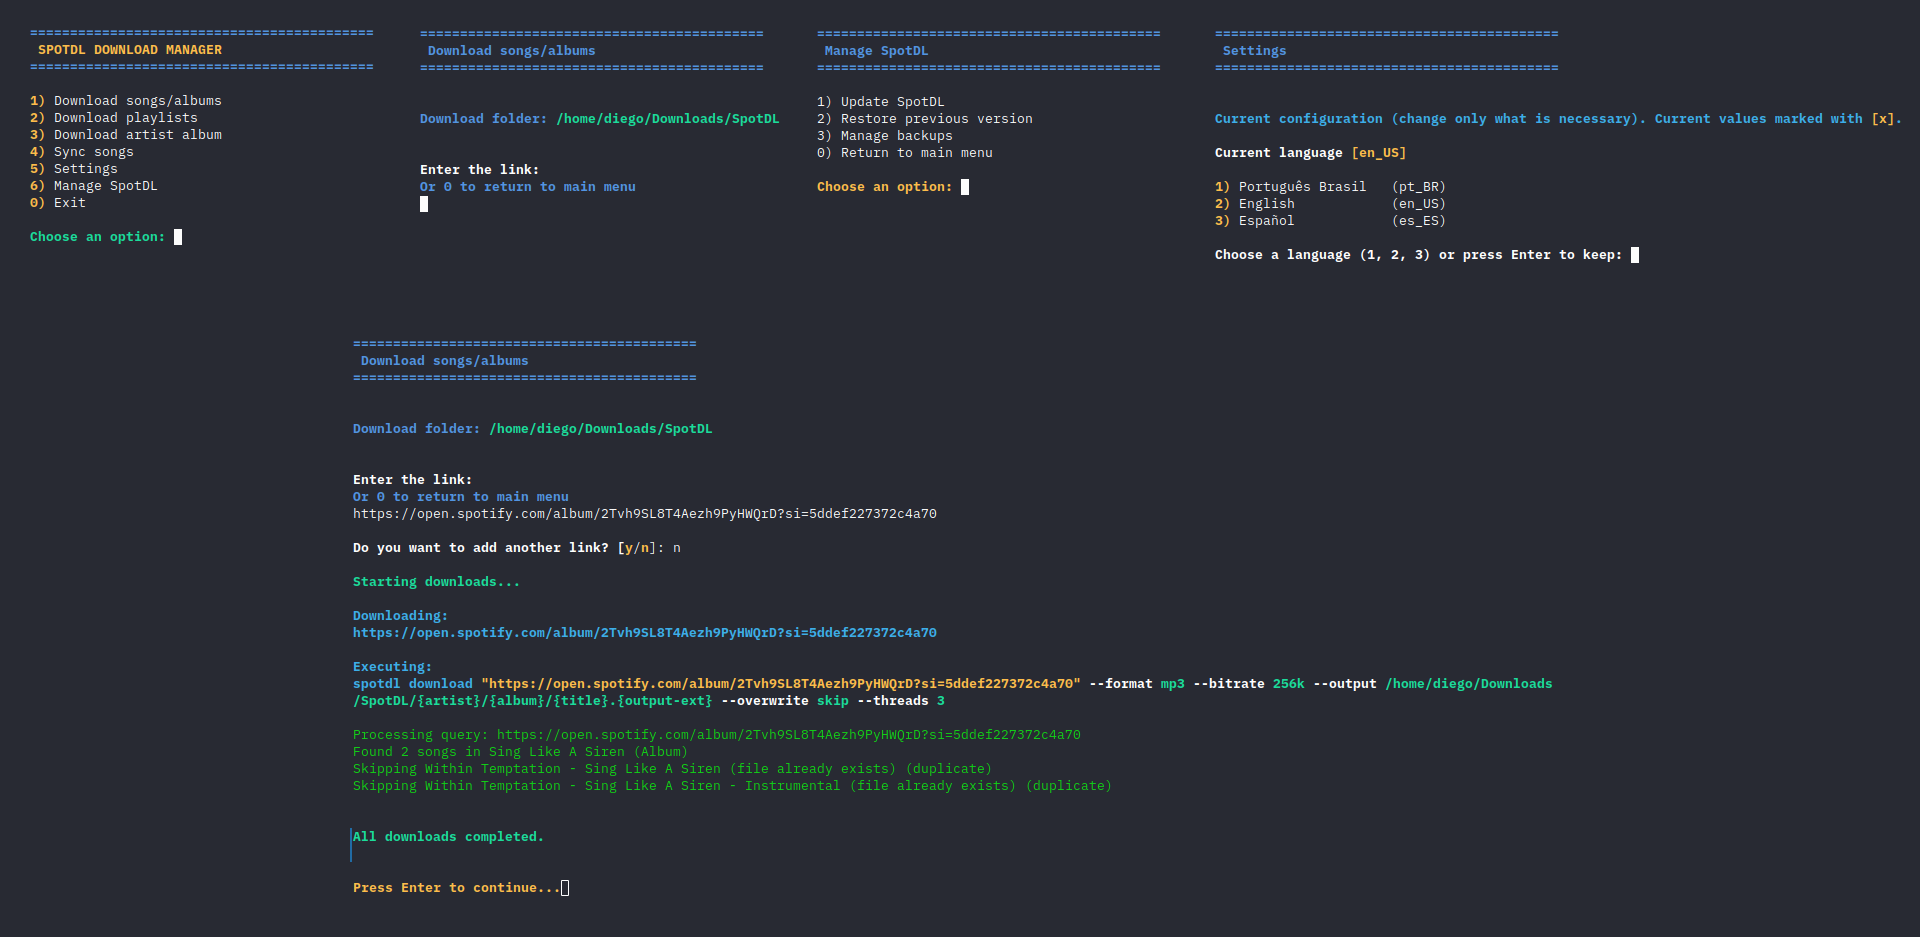 ===========================================
SPOTDL DOWNLOAD MANAGER
===========================================
1) Download songs/albums
2) Download playlists
3) Download artist album
4) Sync songs
5) Settings
6) Manage SpotDL
0) Exit
Choose an option:
===========================================
Download songs/albums
===========================================
Download folder: /home/diego/Downloads/SpotDL
Enter the link:
Or 0 to return to main menu
===========================================
Manage SpotDL
===========================================
1) Update SpotDL
2) Restore previous version
3) Manage backups
0) Return to main menu
Choose an option:
===========================================
Settings
===========================================
Current configuration (change only what is necessary). Current values marked with [x].
Current language [en_US]
1) Português Brasil (pt_BR)
2) English (en_US)
3) Español (es_ES)
Choose a language (1, 2, 3) or press Enter to keep:
===========================================
Download songs/albums
===========================================
Download folder: /home/diego/Downloads/SpotDL
Enter the link:
Or 0 to return to main menu
https://open.spotify.com/album/2Tvh9SL8T4Aezh9PyHWQrD?si=5ddef227372c4a70
Do you want to add another link? [y/n]: n
Starting downloads...
Downloading:
https://open.spotify.com/album/2Tvh9SL8T4Aezh9PyHWQrD?si=5ddef227372c4a70
Executing:
spotdl download "https://open.spotify.com/album/2Tvh9SL8T4Aezh9PyHWQrD?si=5ddef227372c4a70" --format mp3 --bitrate 256k --output /home/diego/Downloads
/SpotDL/{artist}/{album}/{title}.{output-ext} --overwrite skip --threads 3
Processing query: https://open.spotify.com/album/2Tvh9SL8T4Aezh9PyHWQrD?si=5ddef227372c4a70
Found 2 songs in Sing Like A Siren (Album)
Skipping Within Temptation - Sing Like A Siren (file already exists) (duplicate)
Skipping Within Temptation - Sing Like A Siren - Instrumental (file already exists) (duplicate)
All downloads completed.
Press Enter to continue...